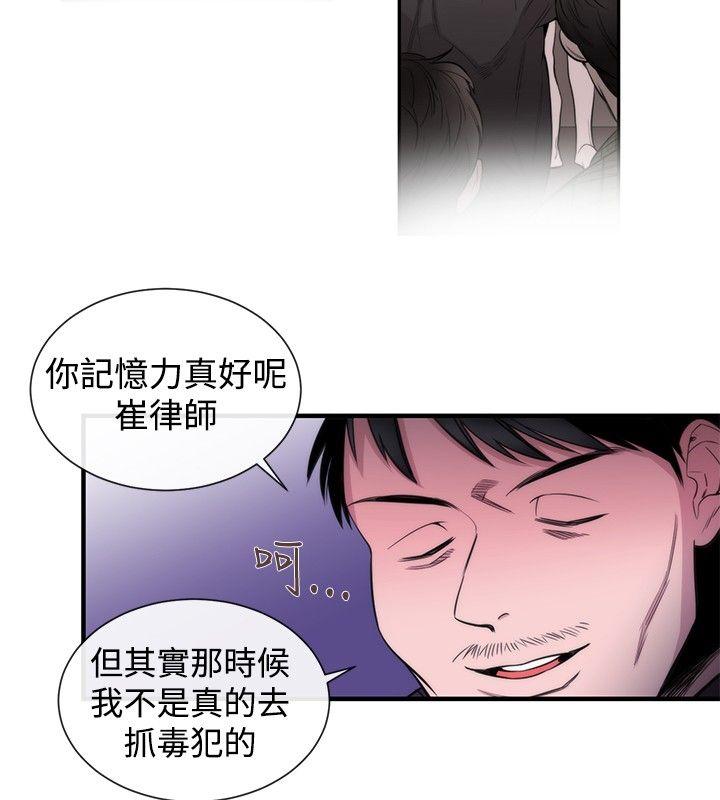 你記憶力真好呢
崔律師
呵...
但其實那時候
我不是真的去
抓毒犯的